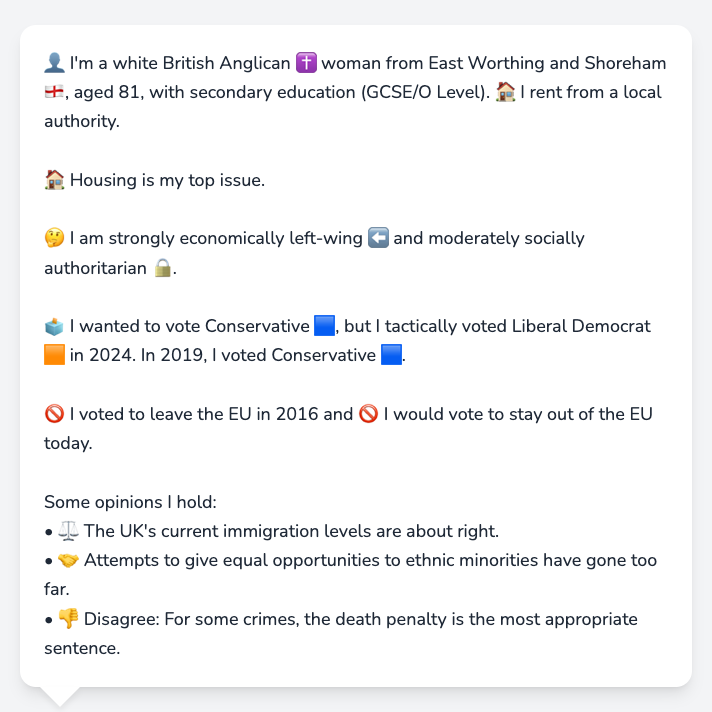 👤 I'm a white British Anglican ✝️ woman from East Worthing and Shoreham
🏴󠁧󠁢󠁥󠁮󠁧󠁿, aged 81, with secondary education (GCSE/O Level). 🏠 I rent from a local
authority.
🏠 Housing is my top issue.
🤔 I am strongly economically left-wing ⬅️ and moderately socially
authoritarian 🔒.
🗳️ I wanted to vote Conservative 🟦, but I tactically voted Liberal Democrat
🟧 in 2024. In 2019, I voted Conservative 🟦.
🚫 I voted to leave the EU in 2016 and 🚫 I would vote to stay out of the EU
today.
Some opinions I hold:
• ⚖️ The UK's current immigration levels are about right.
• 🤝 Attempts to give equal opportunities to ethnic minorities have gone too
far.
• 👎 Disagree: For some crimes, the death penalty is the most appropriate
sentence.